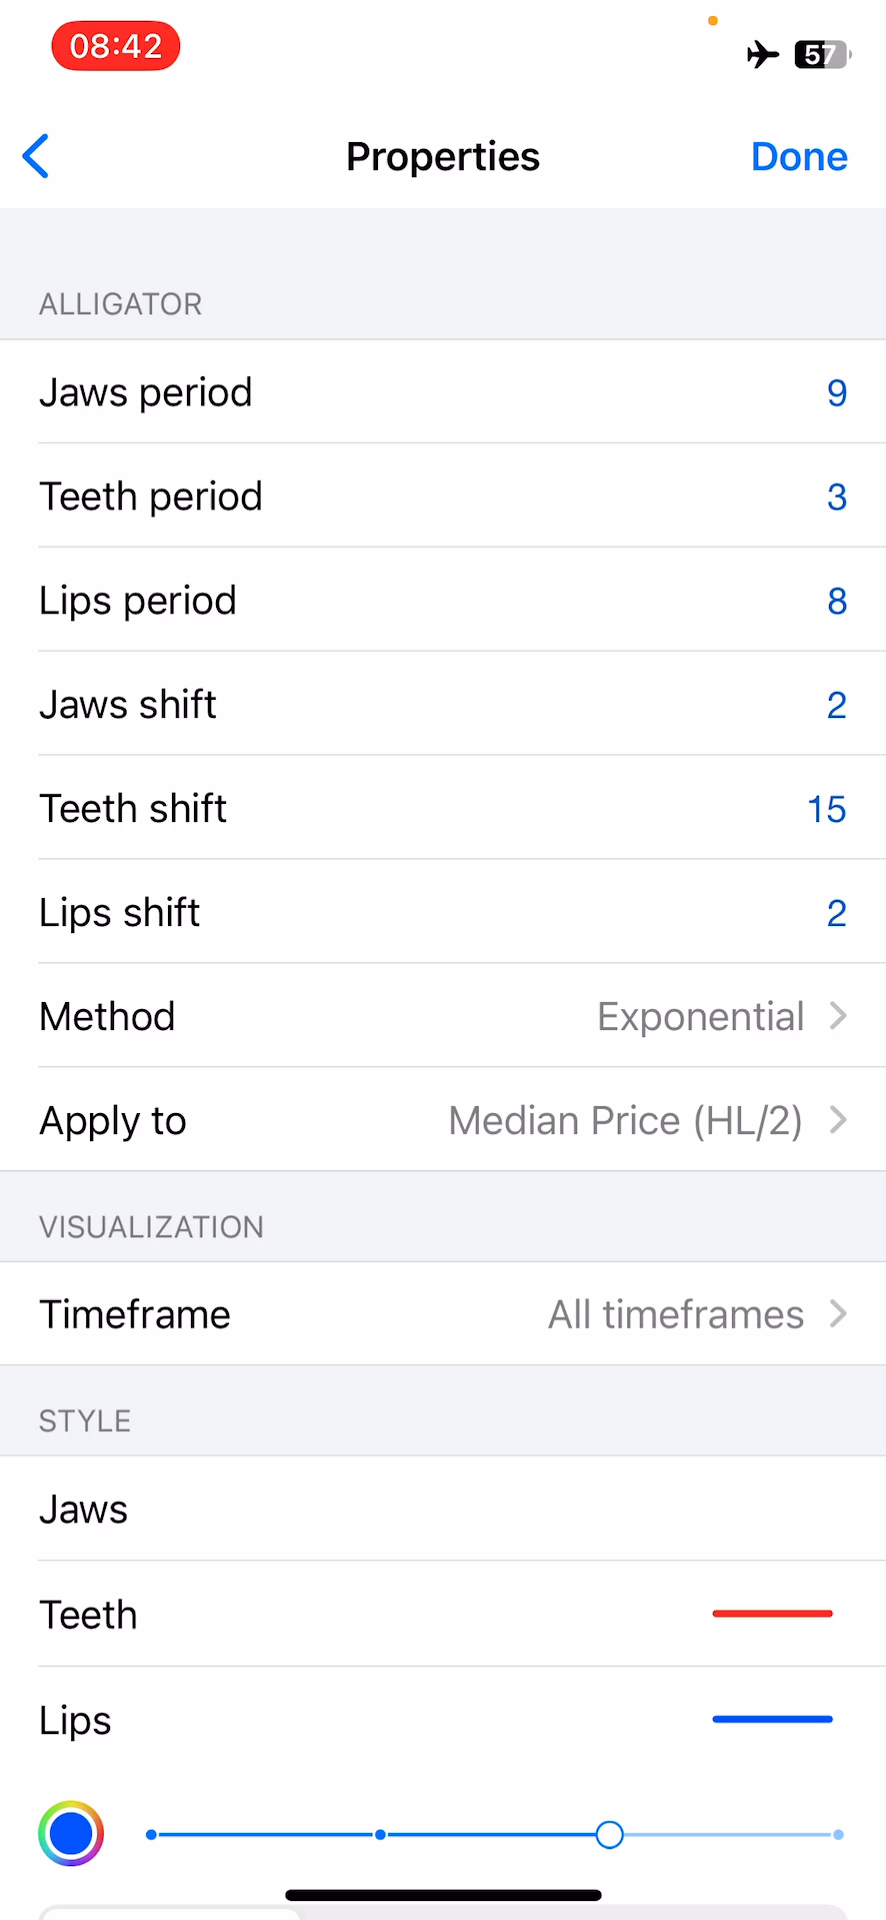 08:42
57
Properties
Done
ALLIGATOR
Jaws period 9
Teeth period 3
Lips period 8
Jaws shift 2
Teeth shift 15
Lips shift 2
Method Exponential
Apply to Median Price (HL/2)
VISUALIZATION
Timeframe All timeframes
STYLE
Jaws
Teeth
Lips